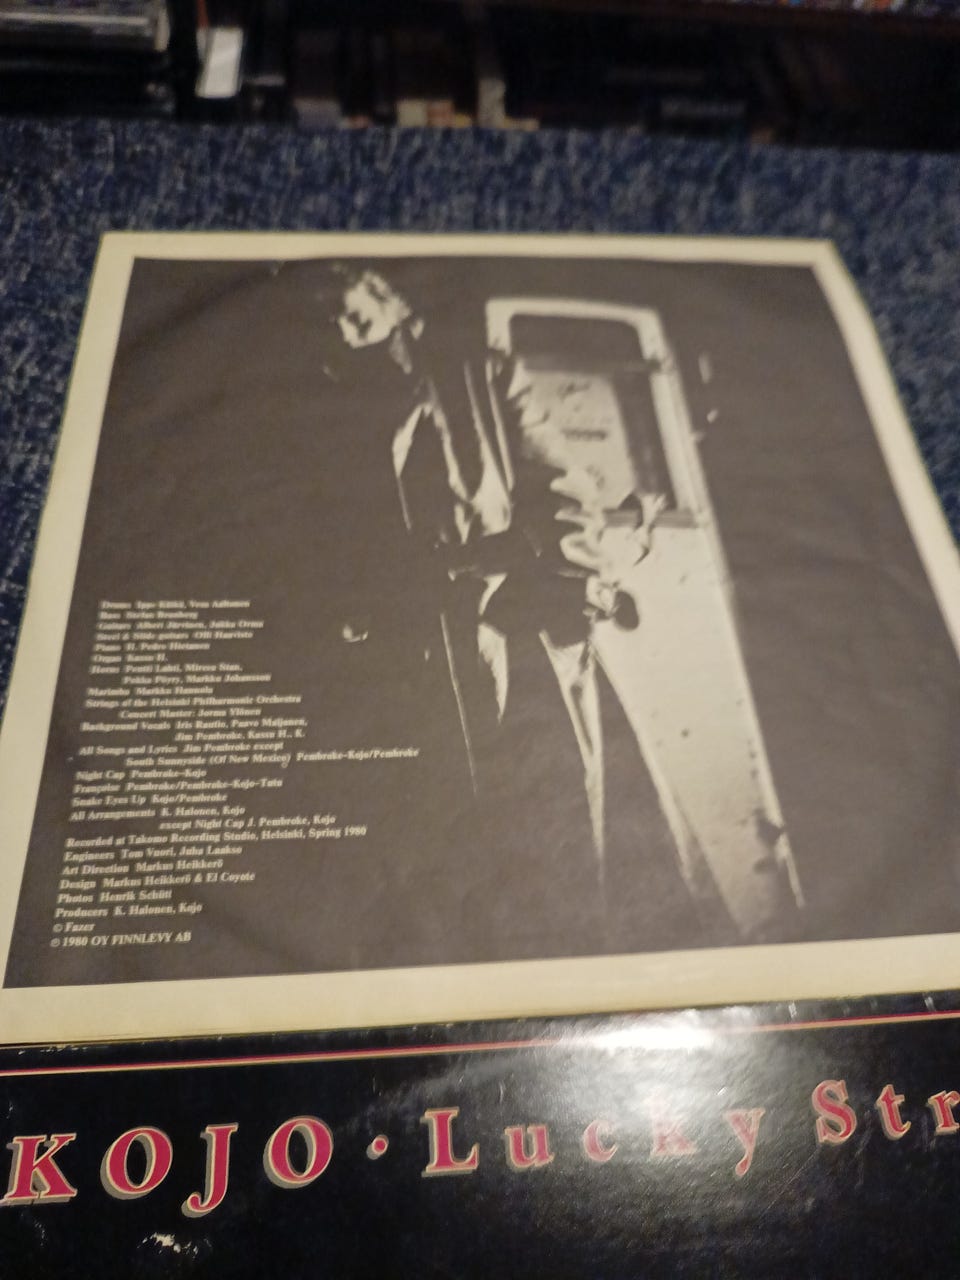 Drums Ippe Kätkä, Vesa Aaltonen
Bass Stefan Brunberg
Guitars Albert Järvinen, Jukka Orma
Steel & Slide guitars Olli Haavisto
Piano H. Pedro Hietanen
Organ Kassu H.
Horns Pentti Lahti, Mircea Stan,
Pekka Pöyry, Markku Johansson
Marimba Markku Hannula
Strings of the Helsinki Philharmonic Orchestra
Concert Master: Jorma Ylönen
Background Vocals Iris Rautio, Paavo Maijanen,
Jim Pembroke, Kassu H., K.
All Songs and Lyrics Jim Pembroke except
South Sunnyside (Of New Mexico) Pembroke-Kojo/Pembroke
Night Cap Pembroke-Kojo
Françoise Pembroke/Pembroke-Kojo-Tutu
Snake Eyes Up Kojo/Pembroke
All Arrangements K. Halonen, Kojo
except Night Cap J. Pembroke, Kojo
Recorded at Takomo Recording Studio, Helsinki, Spring 1980
Engineers Tom Vuori, Juha Laakso
Art Direction Markus Heikkerö
Design Markus Heikkerö & El Coyote
Photos Henrik Schütt
Producers K. Halonen, Kojo
© Fazer
℗ 1980 OY FINNLEVY AB
KOJO · Lucky Str